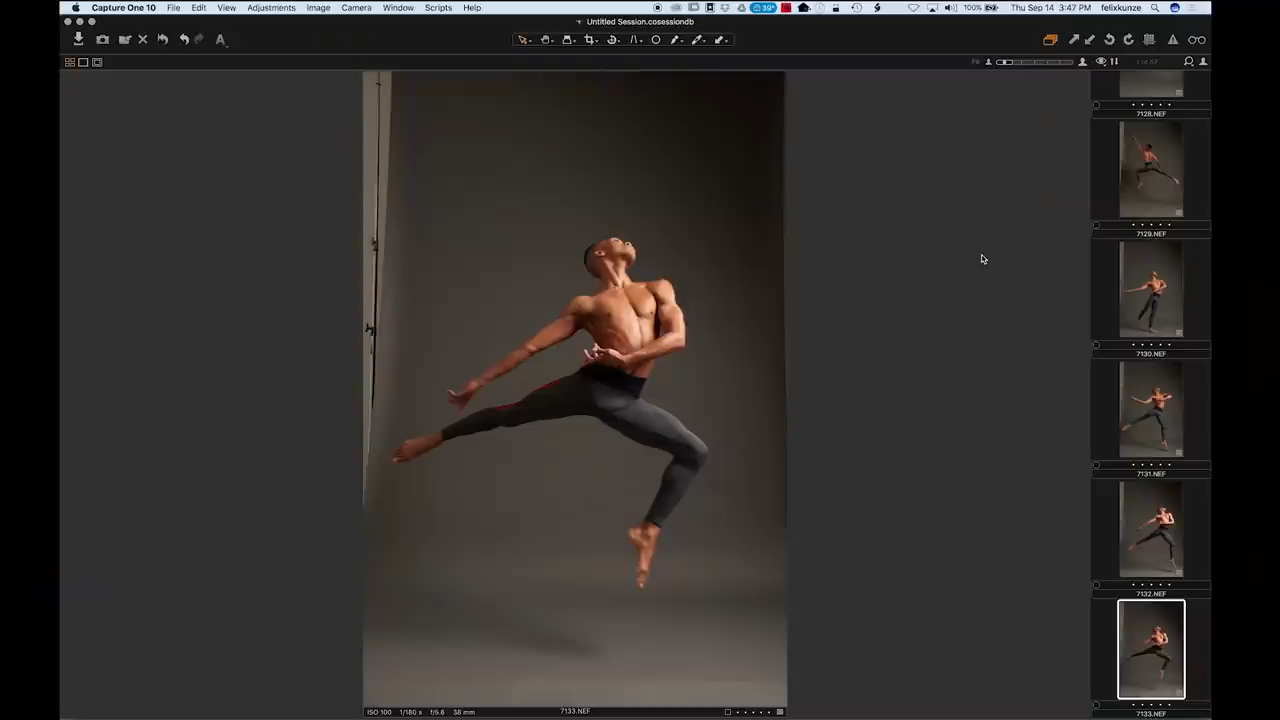 Capture One 10 File Edit View Adjustments Image Camera Window Scripts Help 39° 100% Thu Sep 14 3:47 PM felixkunze
Untitled Session.cosessiondb
A
Fit
7128.NEF
7129.NEF
7130.NEF
7131.NEF
7132.NEF
7133.NEF
ISO 100 1/180 s f/5.6 38 mm 7133.NEF